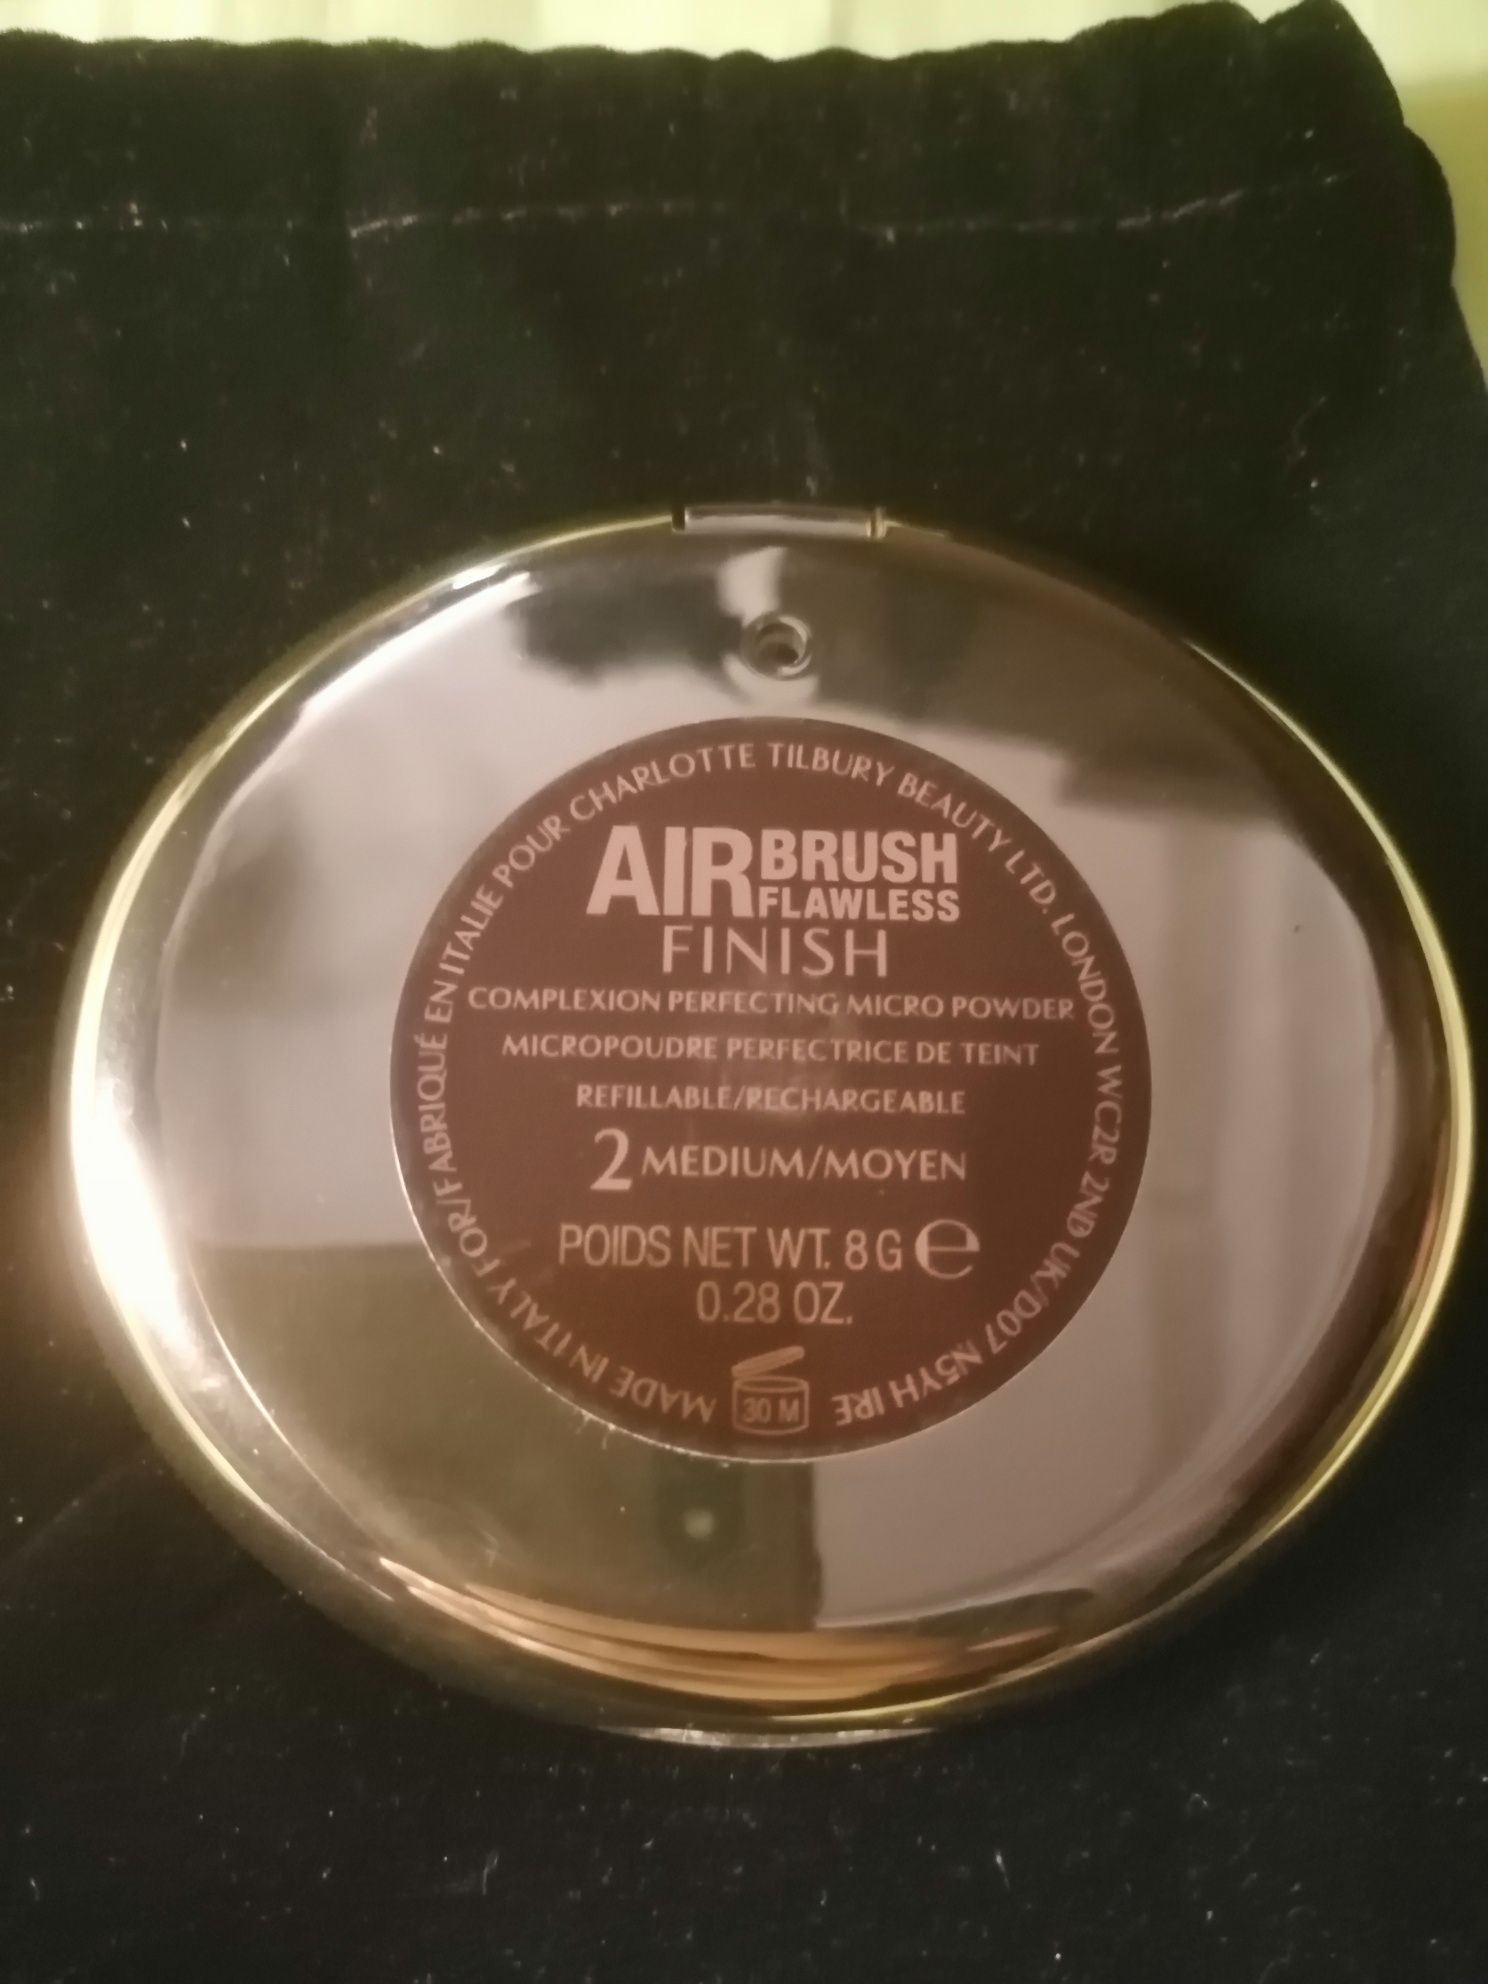 MADE IN ITALY FOR/FABRIQUÉ EN ITALIE POUR CHARLOTTE TILBURY BEAUTY LTD. LONDON WC2R 2ND UK/D07 N5YH IRE
AIRBRUSH
FLAWLESS
FINISH
COMPLEXION PERFECTING MICRO POWDER
MICROPOUDRE PERFECTRICE DE TEINT
REFILLABLE/RECHARGEABLE
2 MEDIUM/MOYEN
POIDS NET WT. 8 G ℮
0.28 OZ.
30 M